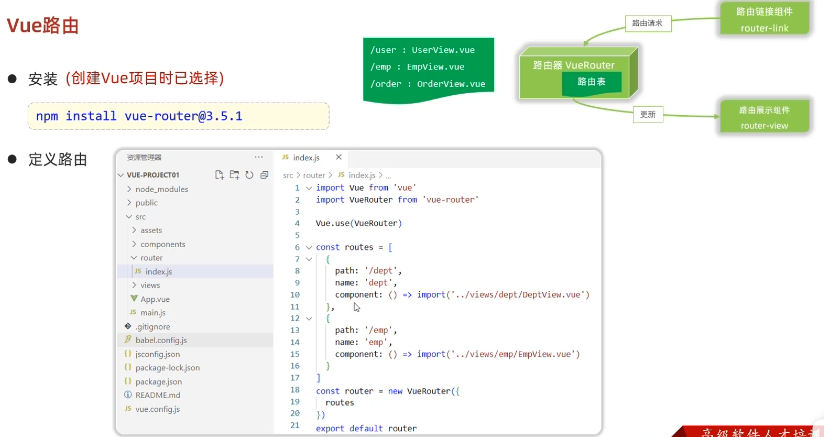 Vue路由
● 安装 (创建Vue项目时已选择)
npm install vue-router@3.5.1
/user : UserView.vue
/emp : EmpView.vue
/order : OrderView.vue
路由请求
路由链接组件
router-link
路由器 VueRouter
路由表
更新
路由展示组件
router-view
● 定义路由
资源管理器
VUE-PROJECT01
node_modules
public
src
assets
components
router
JS index.js
views
App.vue
JS main.js
.gitignore
babel.config.js
jsconfig.json
package-lock.json
package.json
README.md
JS vue.config.js
JS index.js ×
src > router > JS index.js > ...
1 import Vue from 'vue'
2 import VueRouter from 'vue-router'
3
4 Vue.use(VueRouter)
5
6 const routes = [
7 {
8 path: '/dept',
9 name: 'dept',
10 component: () => import('../views/dept/DeptView.vue')
11 },
12 {
13 path: '/emp',
14 name: 'emp',
15 component: () => import('../views/emp/EmpView.vue')
16 }
17 ]
18 const router = new VueRouter({
19 routes
20 })
21 export default router
高级软件人才培训